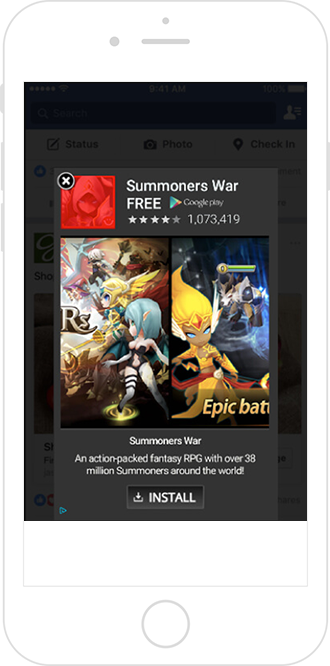 9:41 AM 100%
Search
Status Photo Check In
Summoners War
FREE Google play
1,073,419
Rs
Epic batt
Summoners War
An action-packed fantasy RPG with over 38
million Summoners around the world!
INSTALL